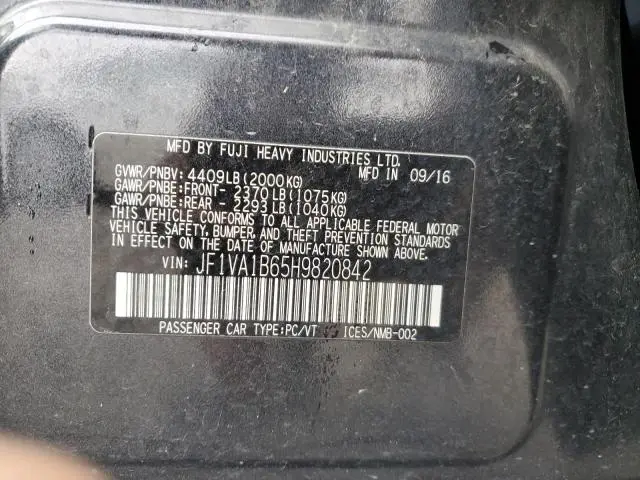 MFD BY FUJI HEAVY INDUSTRIES LTD.
GVWR/PNBV: 4409LB(2000KG) MFD IN 09/16
GAWR/PNBE:FRONT- 2370LB(1075KG)
GAWR/PNBE:REAR - 2293LB(1040KG)
THIS VEHICLE CONFORMS TO ALL APPLICABLE FEDERAL MOTOR
VEHICLE SAFETY, BUMPER, AND THEFT PREVENTION STANDARDS
IN EFFECT ON THE DATE OF MANUFACTURE SHOWN ABOVE.
VIN: JF1VA1B65H9820842
PASSENGER CAR TYPE:PC/VT ICES/NMB-002